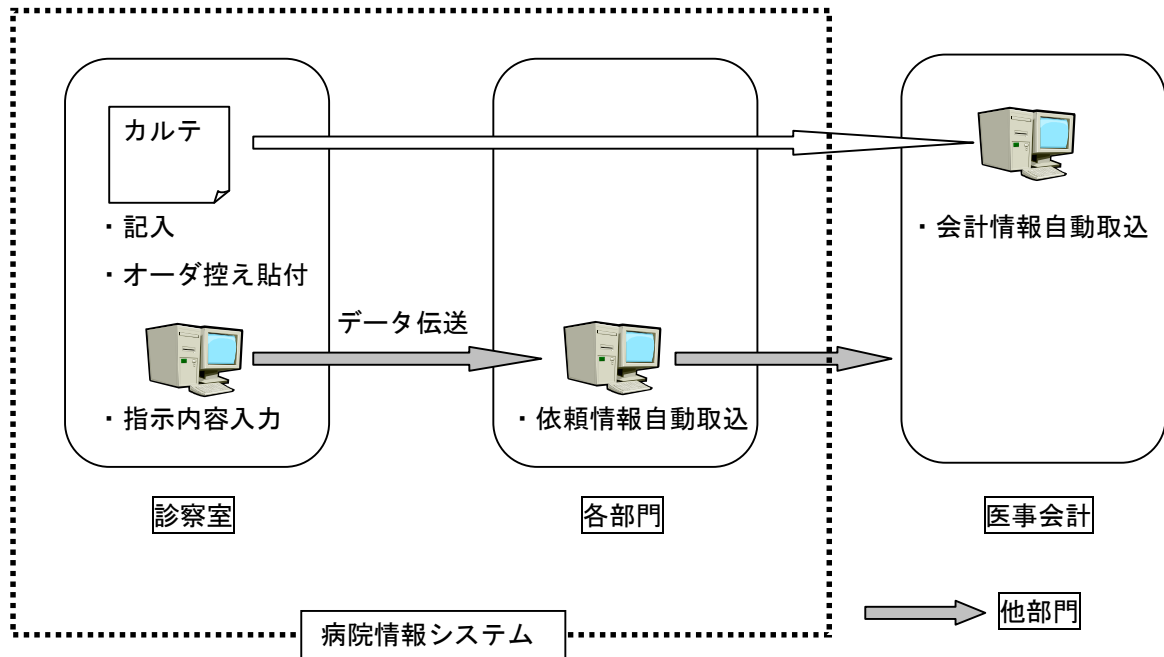 カルテ
・記入
・オーダ控え貼付
・会計情報自動取込
データ伝送
・指示内容入力
・依頼情報自動取込
診察室
各部門
医事会計
他部門
病院情報システム